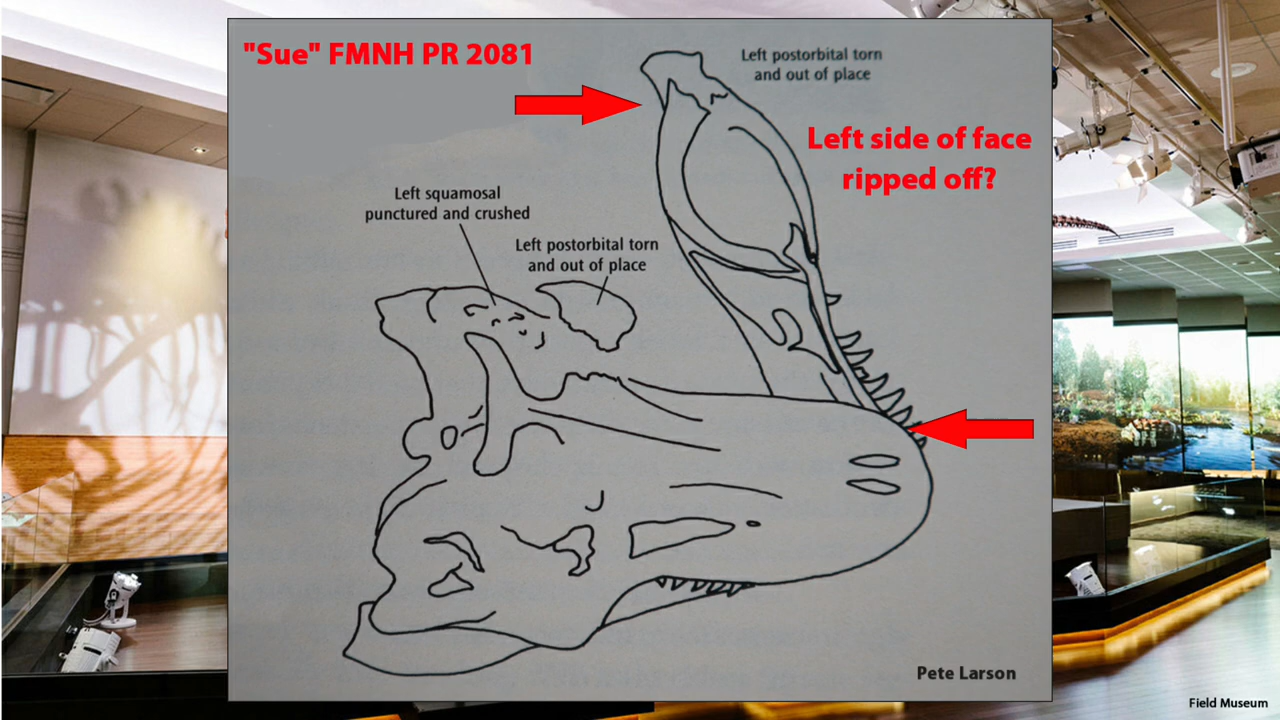 "Sue" FMNH PR 2081
Left postorbital torn
and out of place
Left side of face
ripped off?
Left squamosal
punctured and crushed
Left postorbital torn
and out of place
Pete Larson
Field Museum